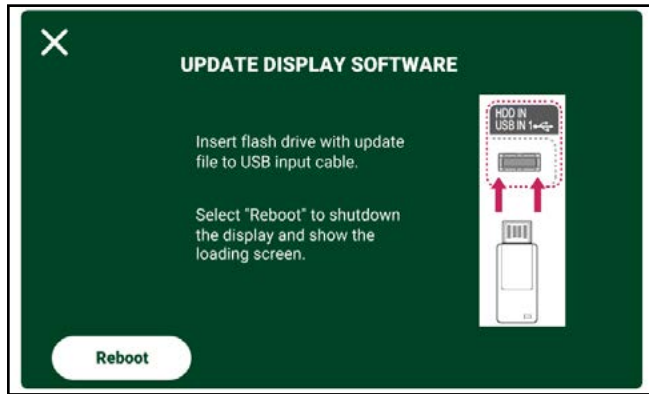 UPDATE DISPLAY SOFTWARE
Insert flash drive with update
file to USB input cable.
Select "Reboot" to shutdown
the display and show the
loading screen.
HDD IN
USB IN 1
Reboot